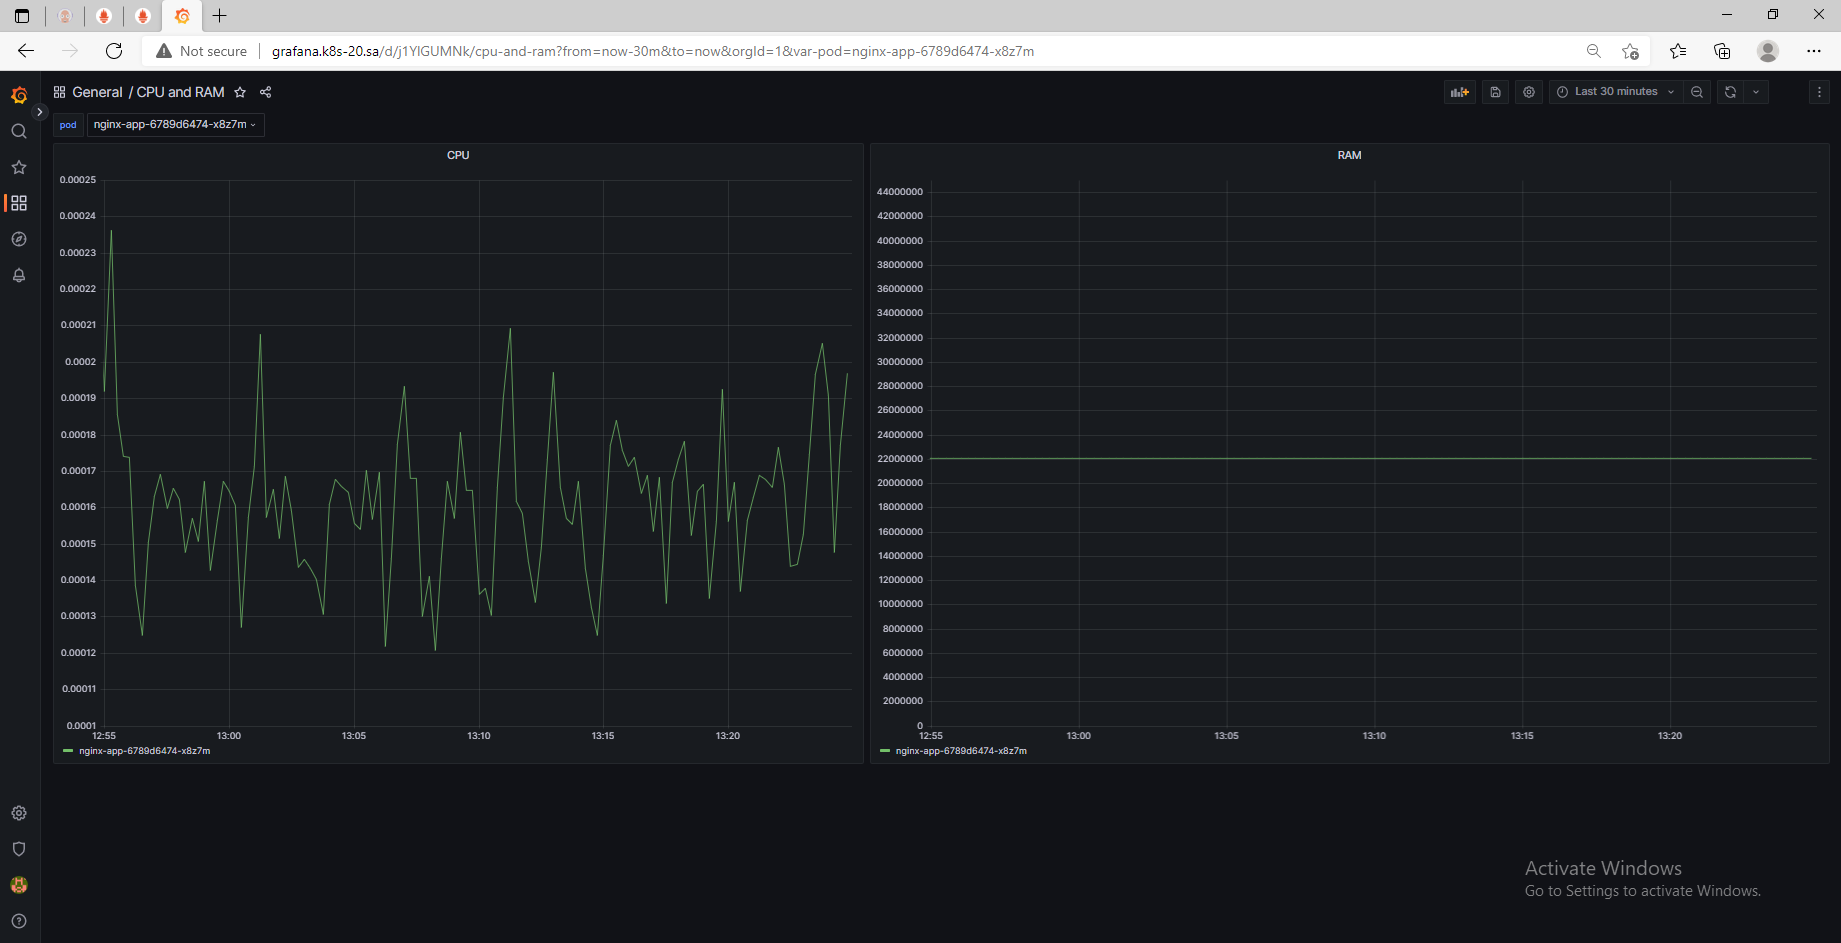 Not secure
grafana.k8s-20.sa/d/j1YIGUMNk/cpu-and-ram?from=now-30m&to=now&orgId=1&var-pod=nginx-app-6789d6474-x8z7m
General / CPU and RAM
Last 30 minutes
pod
nginx-app-6789d6474-x8z7m
CPU
0.00025
0.00024
0.00023
0.00022
0.00021
0.0002
0.00019
0.00018
0.00017
0.00016
0.00015
0.00014
0.00013
0.00012
0.00011
0.0001
12:55 13:00 13:05 13:10 13:15 13:20
nginx-app-6789d6474-x8z7m
RAM
44000000
42000000
40000000
38000000
36000000
34000000
32000000
30000000
28000000
26000000
24000000
22000000
20000000
18000000
16000000
14000000
12000000
10000000
8000000
6000000
4000000
2000000
0
12:55 13:00 13:05 13:10 13:15 13:20
nginx-app-6789d6474-x8z7m
Activate Windows
Go to Settings to activate Windows.